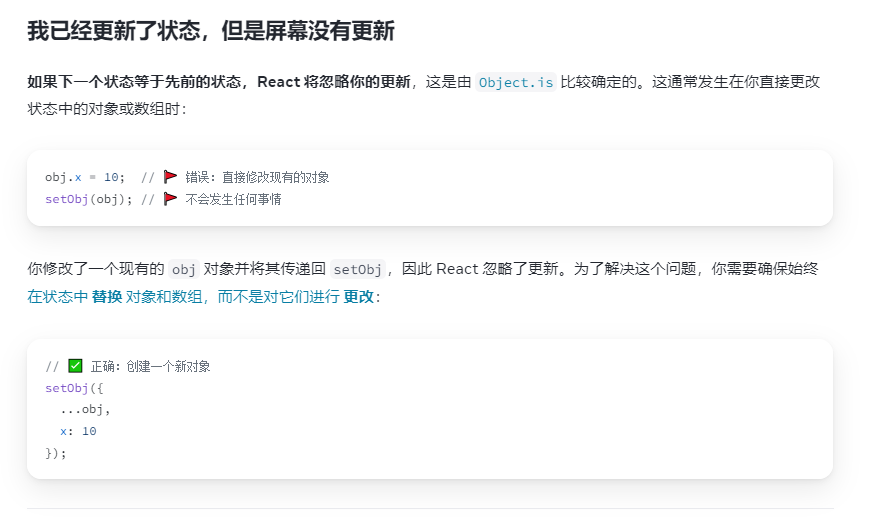 我已经更新了状态，但是屏幕没有更新
如果下一个状态等于先前的状态，React 将忽略你的更新，这是由 Object.is 比较确定的。这通常发生在你直接更改
状态中的对象或数组时：
obj.x = 10;  // 🚩 错误：直接修改现有的对象
setObj(obj); // 🚩 不会发生任何事情
你修改了一个现有的 obj 对象并将其传递回 setObj，因此 React 忽略了更新。为了解决这个问题，你需要确保始终
在状态中 替换 对象和数组，而不是对它们进行 更改：
// ✅ 正确：创建一个新对象
setObj({
  ...obj,
  x: 10
});